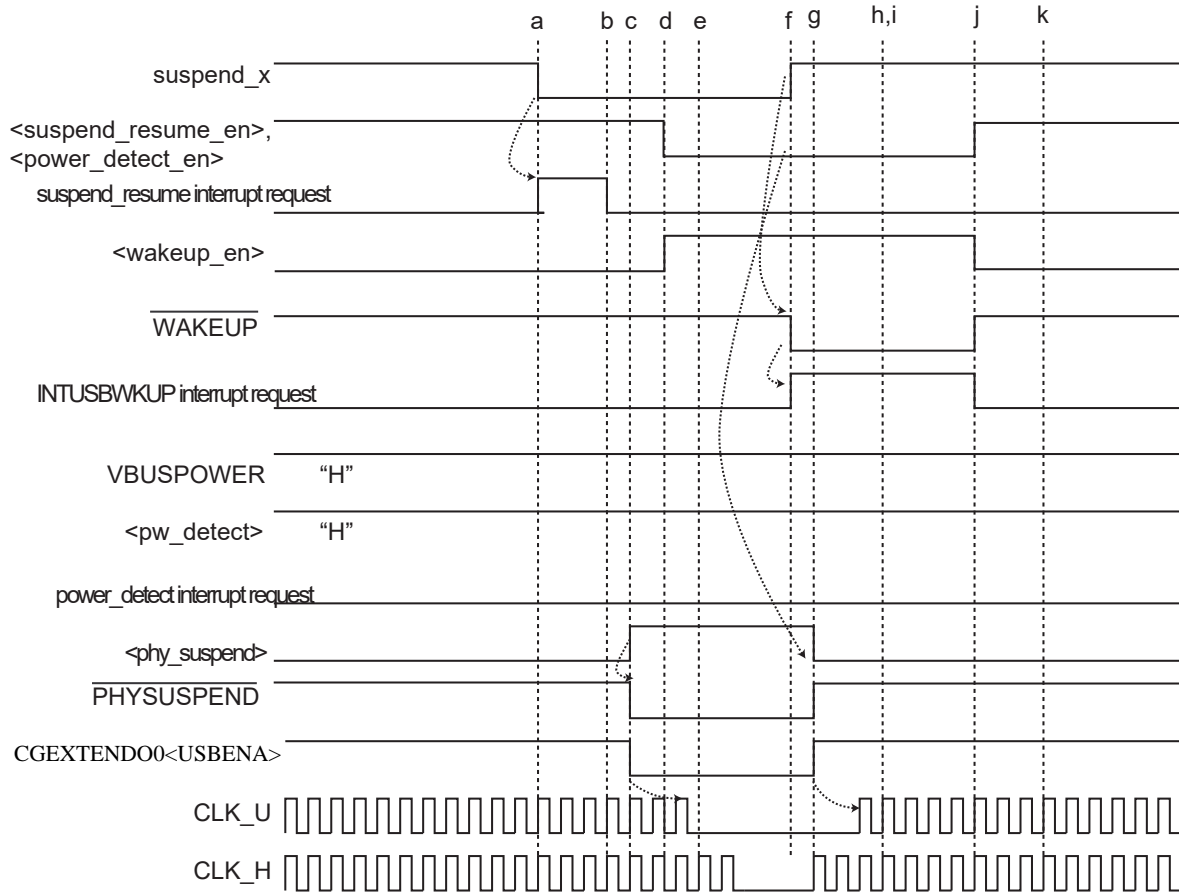 a b c d e f g h,i j k
suspend_x
<suspend_resume_en>,
<power_detect_en>
suspend_resume interrupt request
<wakeup_en>
WAKEUP
INTUSBWKUP interrupt request
VBUSPOWER “H”
<pw_detect> “H”
power_detect interrupt request
<phy_suspend>
PHYSUSPEND
CGEXTENDO0<USBENA>
CLK_U
CLK_H